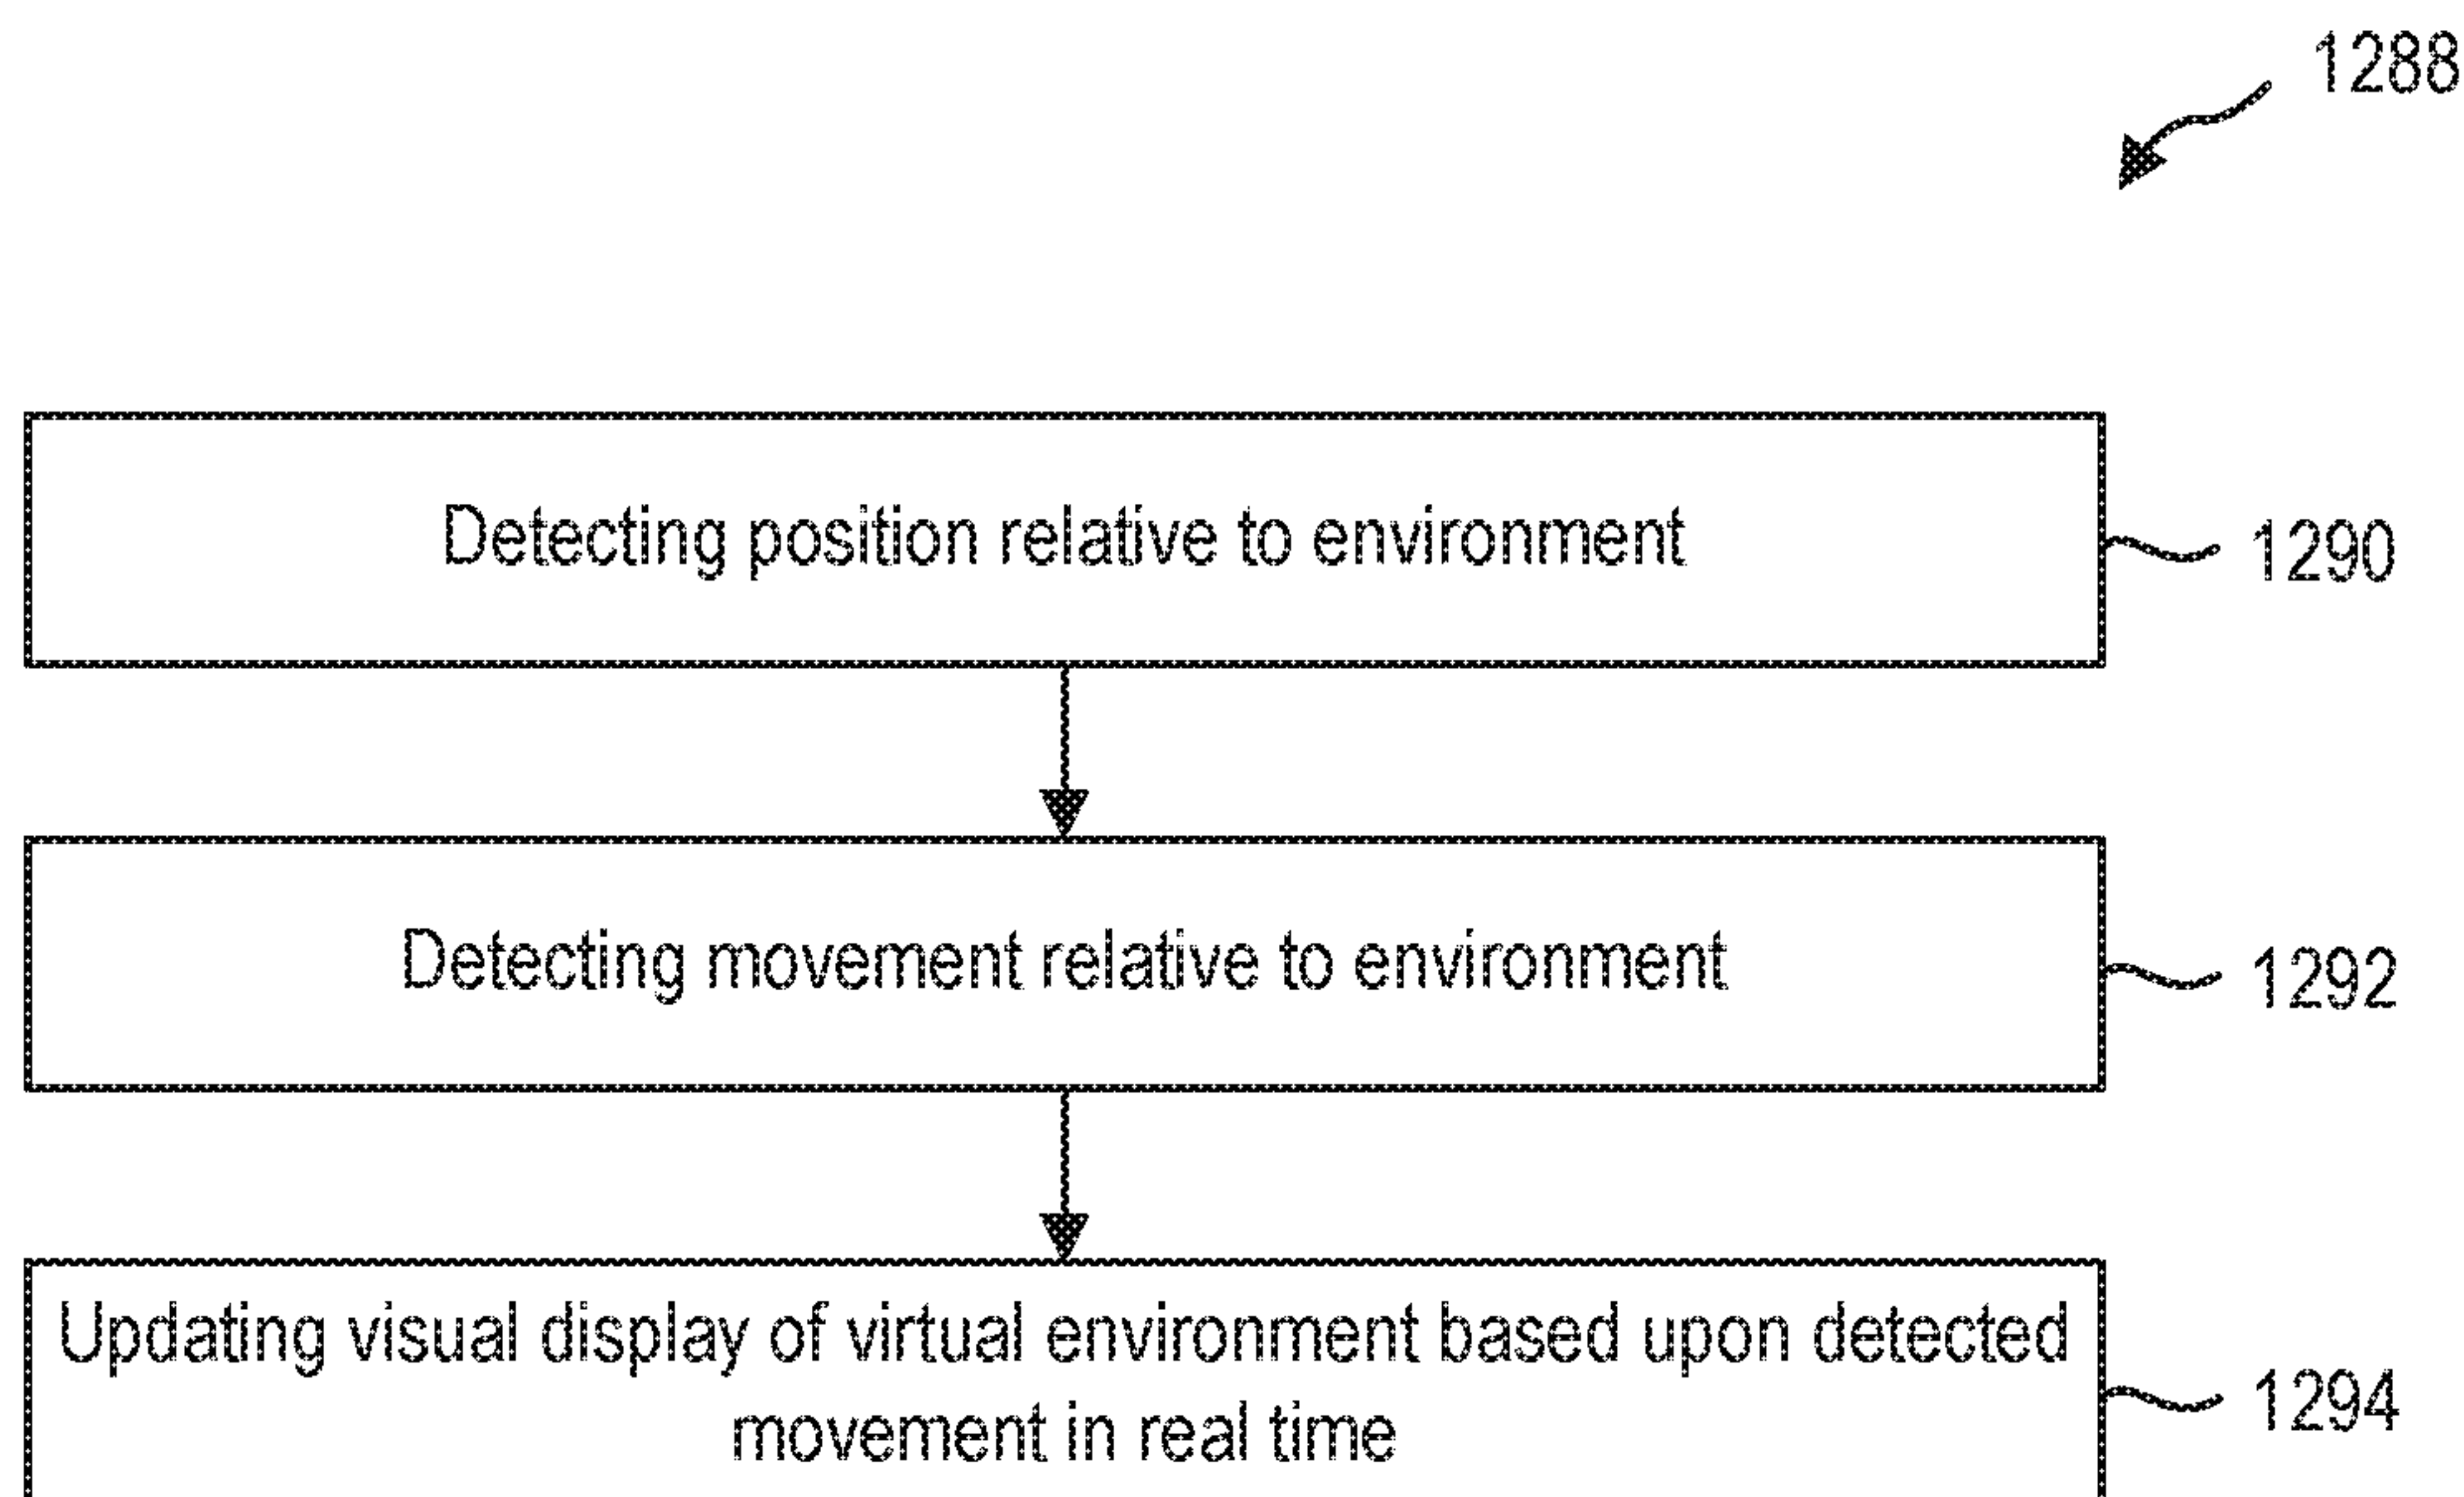 1288
Detecting position relative to environment
1290
Detecting movement relative to environment
1292
Updating visual display of virtual environment based upon detected
movement in real time
1294